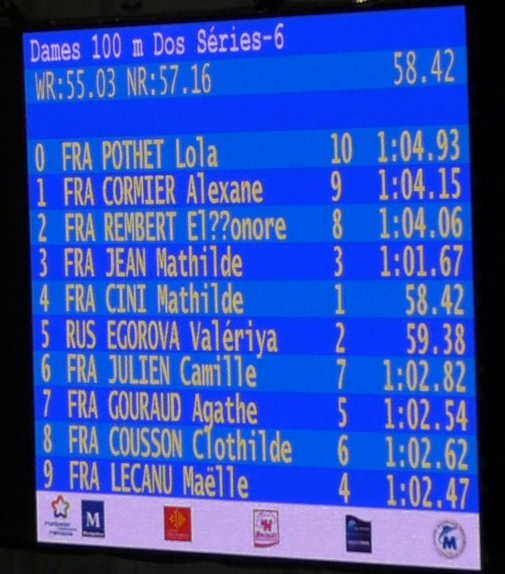 Dames 100 m Dos Séries-6
WR:55.03 NR:57.16 58.42
0 FRA POTHET Lola 10 1:04.93
1 FRA CORMIER Alexane 9 1:04.15
2 FRA REMBERT El??onore 8 1:04.06
3 FRA JEAN Mathilde 3 1:01.67
4 FRA CINI Mathilde 1 58.42
5 RUS EGOROVA Valériya 2 59.38
6 FRA JULIEN Camille 7 1:02.82
7 FRA GOURAUD Agathe 5 1:02.54
8 FRA COUSSON Clothilde 6 1:02.62
9 FRA LECANU Maëlle 4 1:02.47
M M